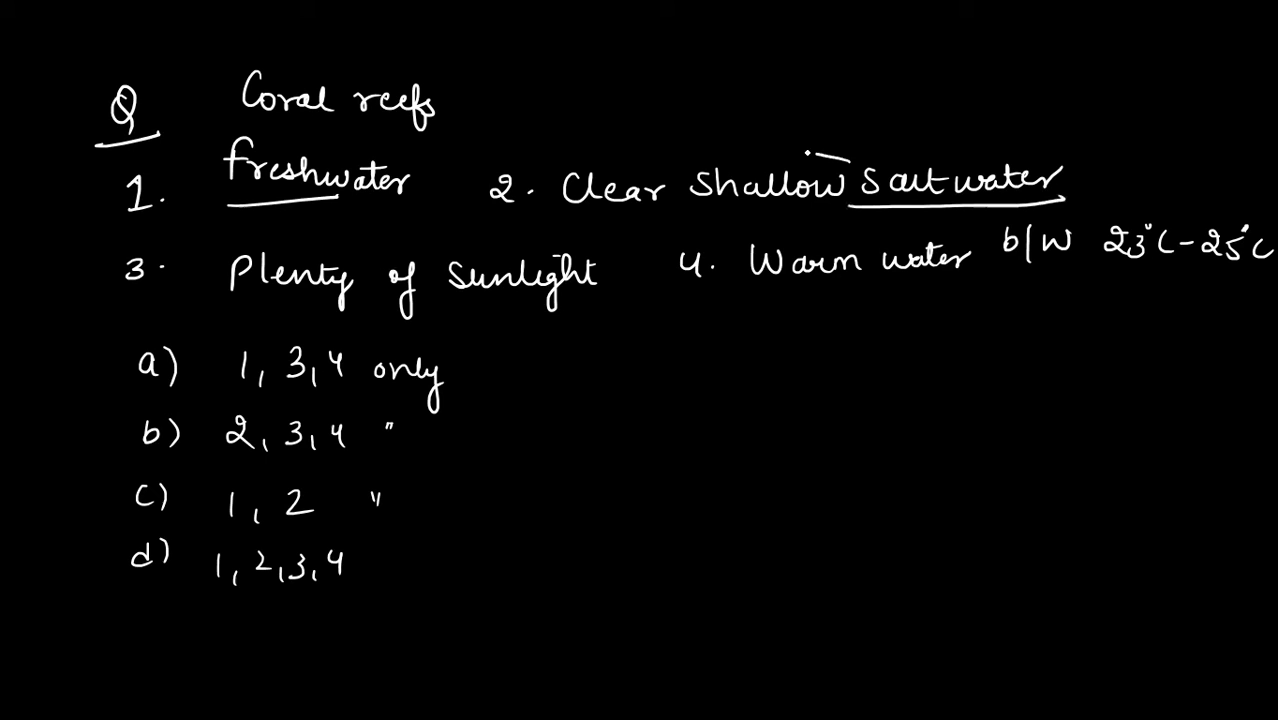 Q Coral reefs
1. freshwater 2. Clear shallow saltwater
3. Plenty of sunlight 4. Warm water b/w 23°C-25°C
a) 1, 3, 4 only
b) 2, 3, 4 "
c) 1, 2 "
d) 1, 2, 3, 4